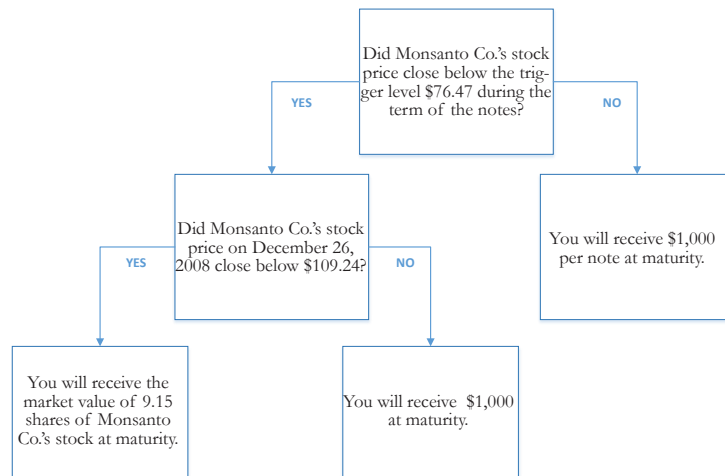 Did Monsanto Co.'s stock
price close below the trig-
ger level $76.47 during the
term of the notes?
YES
NO
Did Monsanto Co.'s stock
price on December 26,
2008 close below $109.24?
You will receive $1,000
per note at maturity.
YES
NO
You will receive the
market value of 9.15
shares of Monsanto
Co.'s stock at maturity.
You will receive  $1,000
at maturity.